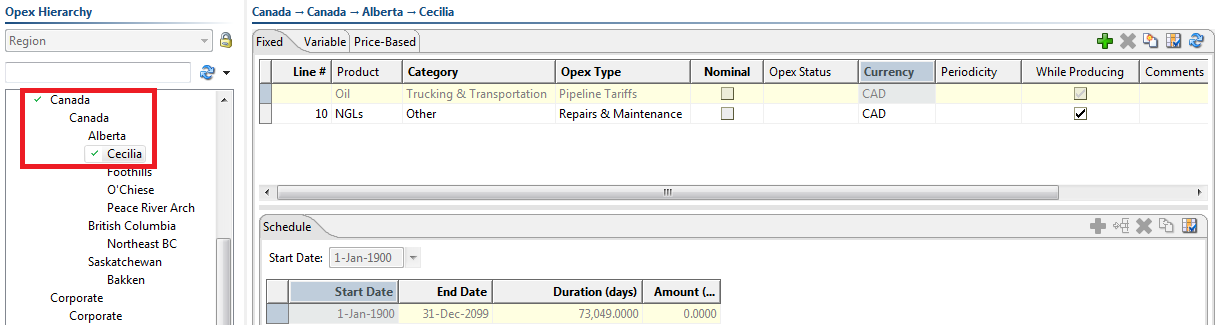 Opex Hierarchy
Region
Canada
Canada
Alberta
Cecilia
Foothills
O'Chiese
Peace River Arch
British Columbia
Northeast BC
Saskatchewan
Bakken
Corporate
Corporate
Canada → Canada → Alberta → Cecilia
Fixed Variable Price-Based
Line # Product Category Opex Type Nominal Opex Status Currency Periodicity While Producing Comments
Oil Trucking & Transportation Pipeline Tariffs CAD
10 NGLs Other Repairs & Maintenance CAD
Schedule
Start Date: 1-Jan-1900
Start Date End Date Duration (days) Amount (...
1-Jan-1900 31-Dec-2099 73,049.0000 0.0000